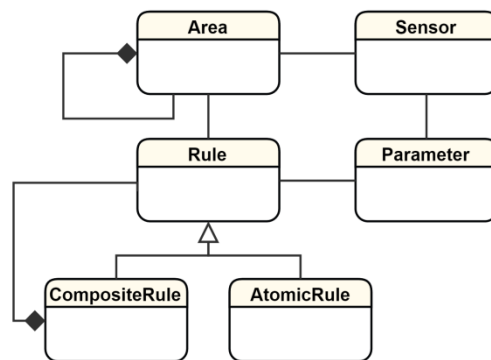 Area
Sensor
Rule
Parameter
CompositeRule
AtomicRule